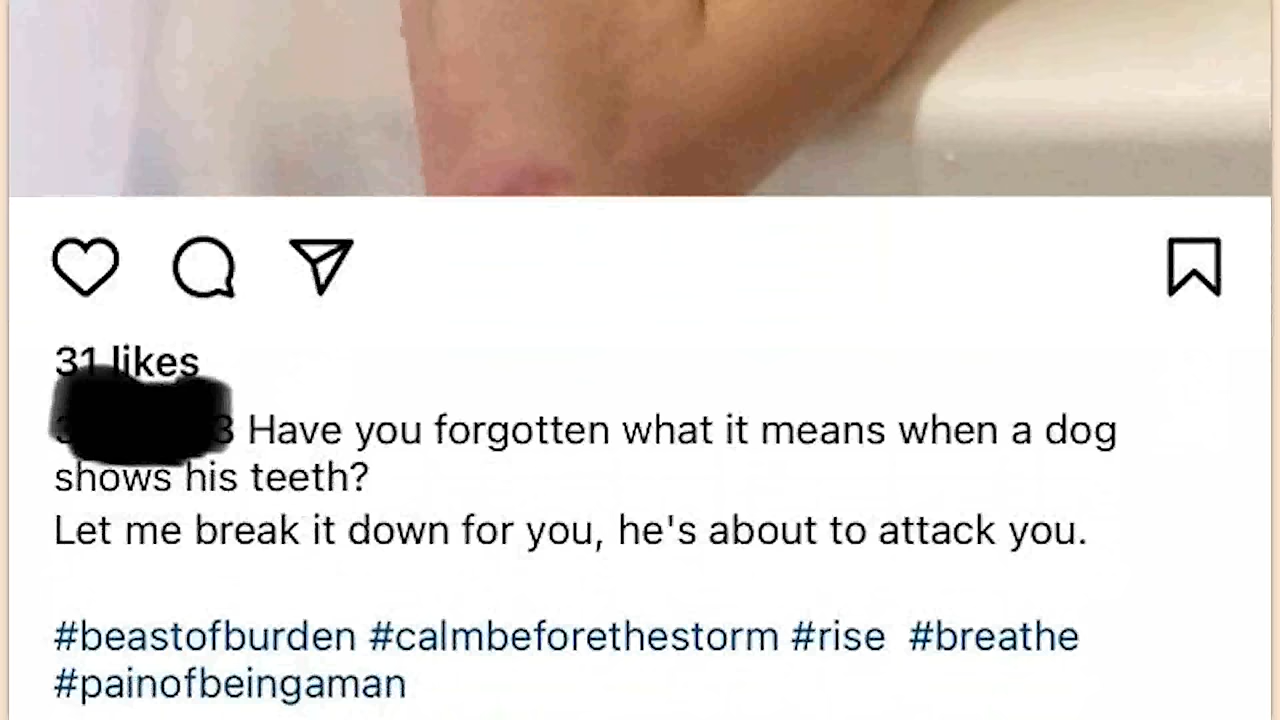 31 likes
Have you forgotten what it means when a dog
shows his teeth?
Let me break it down for you, he's about to attack you.
#beastofburden #calmbeforethestorm #rise #breathe
#painofbeingaman